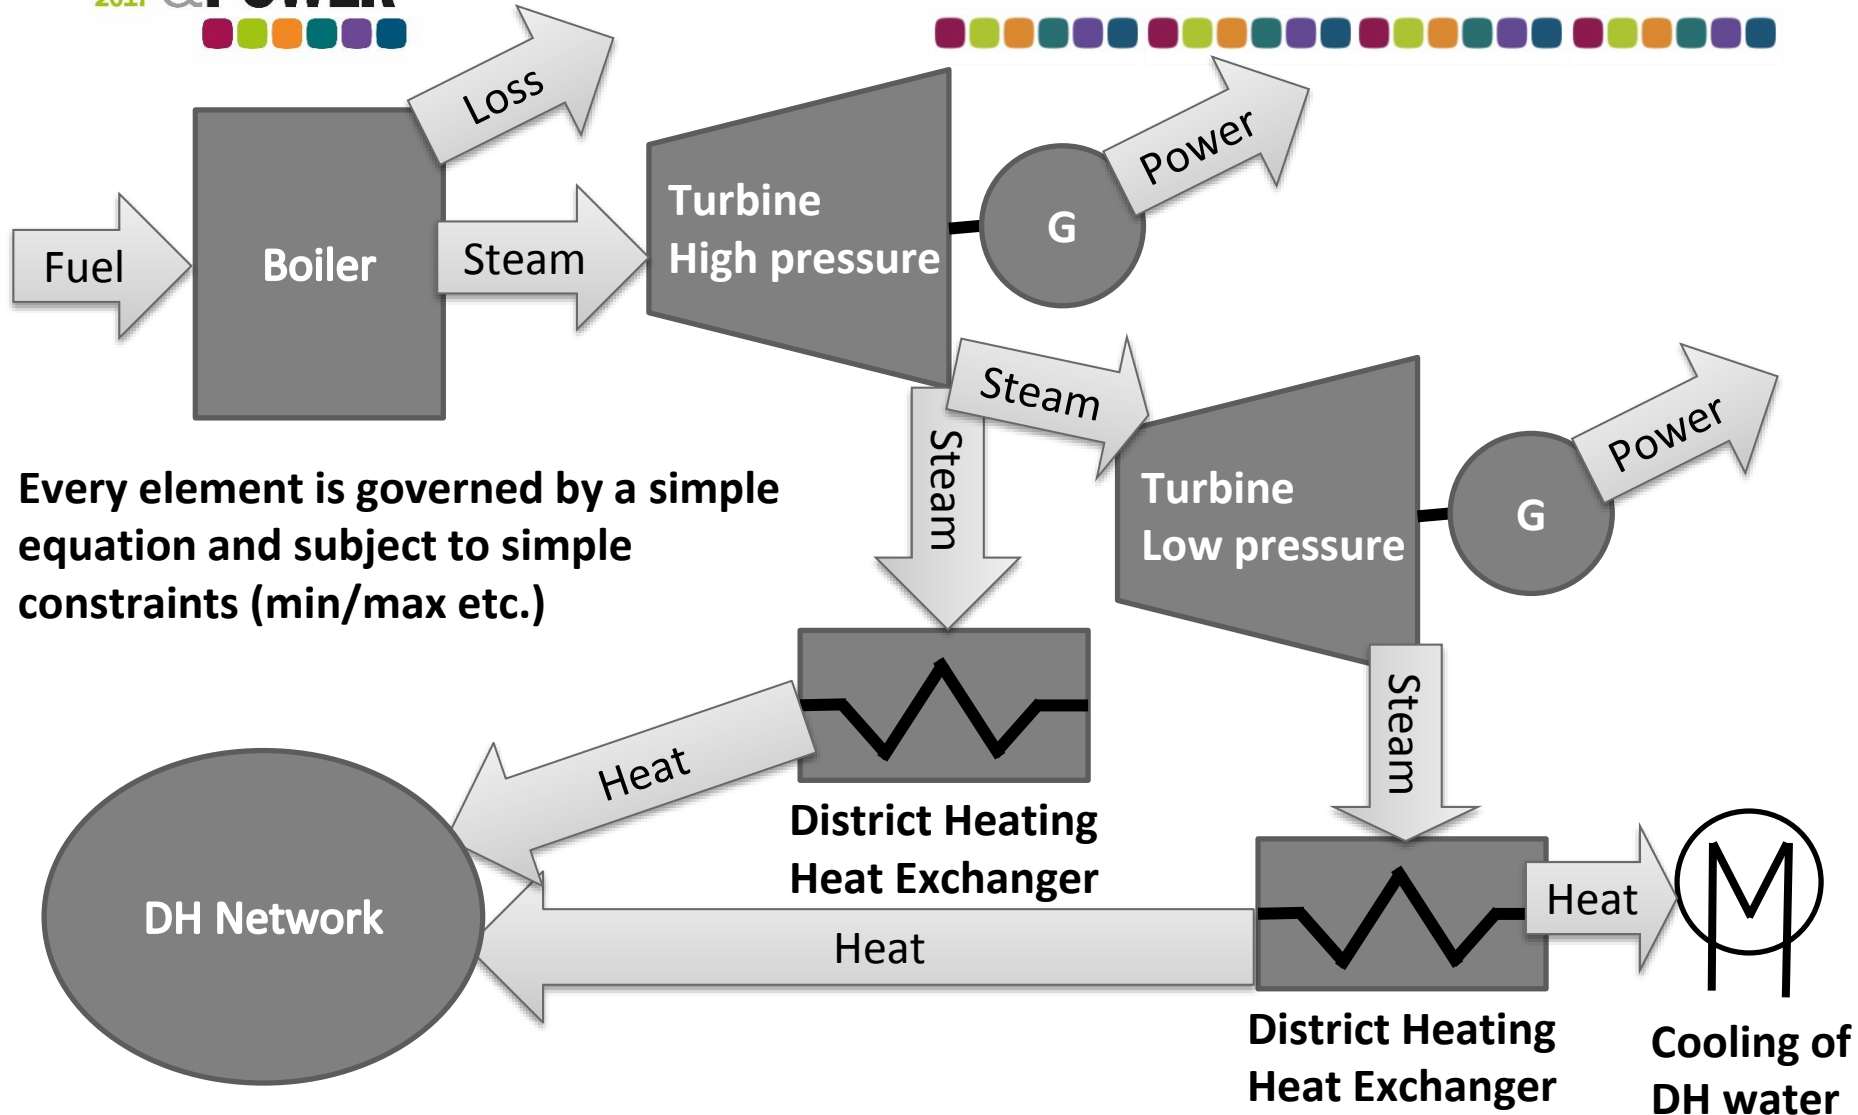 2017 &POWER
Loss
Power
Turbine
High pressure
G
Fuel
Boiler
Steam
Steam
Power
Steam
Turbine
Low pressure
G
Every element is governed by a simple
equation and subject to simple
constraints (min/max etc.)
Steam
Heat
District Heating
Heat Exchanger
DH Network
Heat
Heat
District Heating
Heat Exchanger
Cooling of
DH water